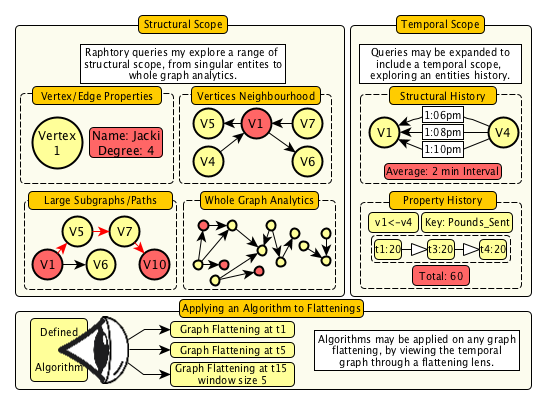 Structural Scope
Raphtory queries my explore a range of
structural scope, from singular entites to
whole graph analytics.
Vertex/Edge Properties
Vertex
1
Name: Jacki
Degree: 4
Vertices Neighbourhood
V5
V1
V7
V4
V6
Large Subgraphs/Paths
V5
V7
V1
V6
V10
Whole Graph Analytics
Temporal Scope
Queries may be expanded to
include a temporal scope,
exploring an entities history.
Structural History
V1
1:06pm
1:08pm
1:10pm
V4
Average: 2 min Interval
Property History
v1<-v4
Key: Pounds_Sent
t1:20
t3:20
t4:20
Total: 60
Applying an Algorithm to Flattenings
Defined
Algorithm
Graph Flattening at t1
Graph Flattening at t5
Graph Flattening at t15
window size 5
Algorithms may be applied on any graph
flattening, by viewing the temporal
graph through a flattening lens.